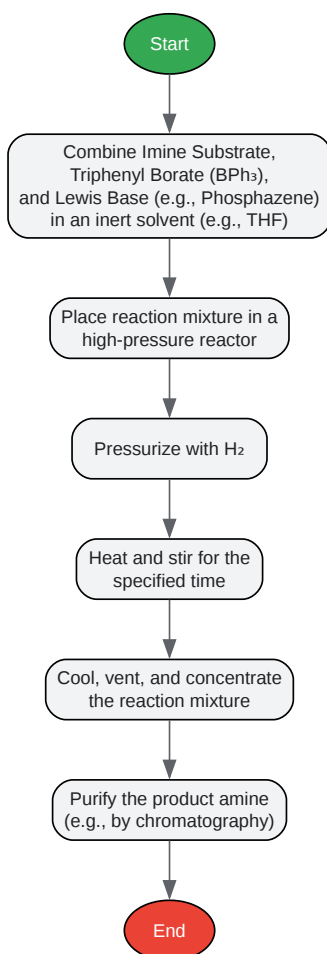 Start
Combine Imine Substrate,
Triphenyl Borate (BPh₃),
and Lewis Base (e.g., Phosphazene)
in an inert solvent (e.g., THF)
Place reaction mixture in a
high-pressure reactor
Pressurize with H₂
Heat and stir for the
specified time
Cool, vent, and concentrate
the reaction mixture
Purify the product amine
(e.g., by chromatography)
End